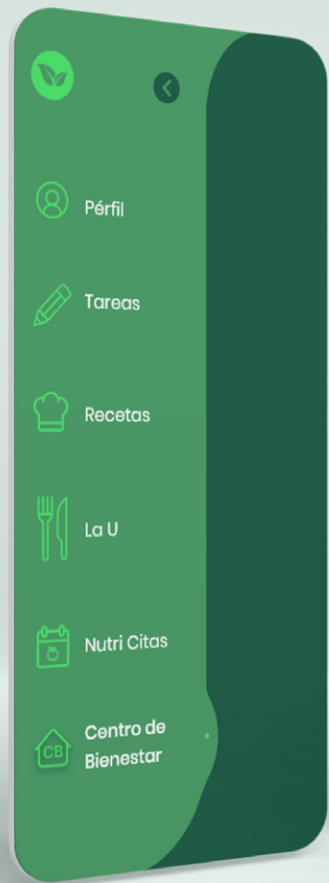 Pérfil
Tareas
Recetas
La U
Nutri Citas
Centro de
Bienestar
CB